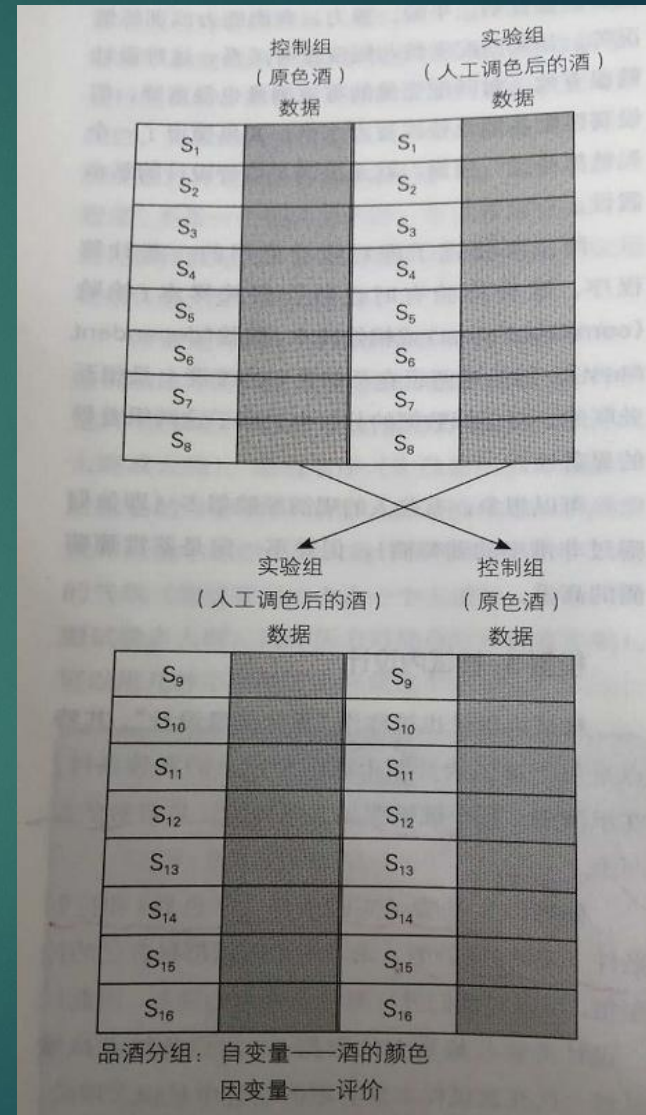 控制组 实验组
（原色酒） （人工调色后的酒）
数据 数据
S₁ S₁
S₂ S₂
S₃ S₃
S₄ S₄
S₅ S₅
S₆ S₆
S₇ S₇
S₈ S₈
实验组 控制组
（人工调色后的酒） （原色酒）
数据 数据
S₉ S₉
S₁₀ S₁₀
S₁₁ S₁₁
S₁₂ S₁₂
S₁₃ S₁₃
S₁₄ S₁₄
S₁₅ S₁₅
S₁₆ S₁₆
品酒分组：自变量——酒的颜色
因变量——评价